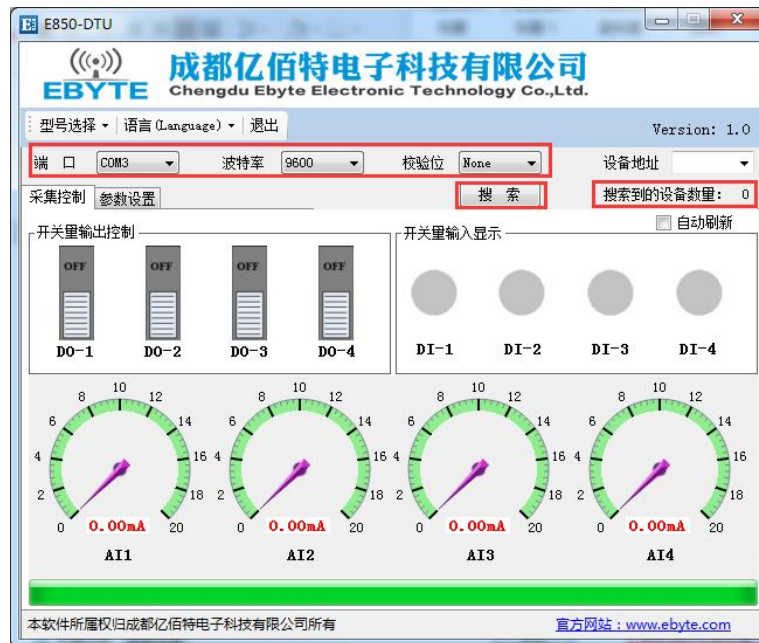 E850-DTU
EBYTE 成都亿佰特电子科技有限公司
Chengdu Ebyte Electronic Technology Co.,Ltd.
型号选择 语言(Language) 退出 Version: 1.0
端 口 COM3 波特率 9600 校验位 None 设备地址
采集控制 参数设置 搜 索 搜索到的设备数量: 0
自动刷新
开关量输出控制 开关量输入显示
OFF OFF OFF OFF
DO-1 DO-2 DO-3 DO-4 DI-1 DI-2 DI-3 DI-4
0 2 4 6 8 10 12 14 16 18 20 0 2 4 6 8 10 12 14 16 18 20 0 2 4 6 8 10 12 14 16 18 20 0 2 4 6 8 10 12 14 16 18 20
0.00mA 0.00mA 0.00mA 0.00mA
AI1 AI2 AI3 AI4
本软件所属权归成都亿佰特电子科技有限公司所有 官方网站：www.ebyte.com